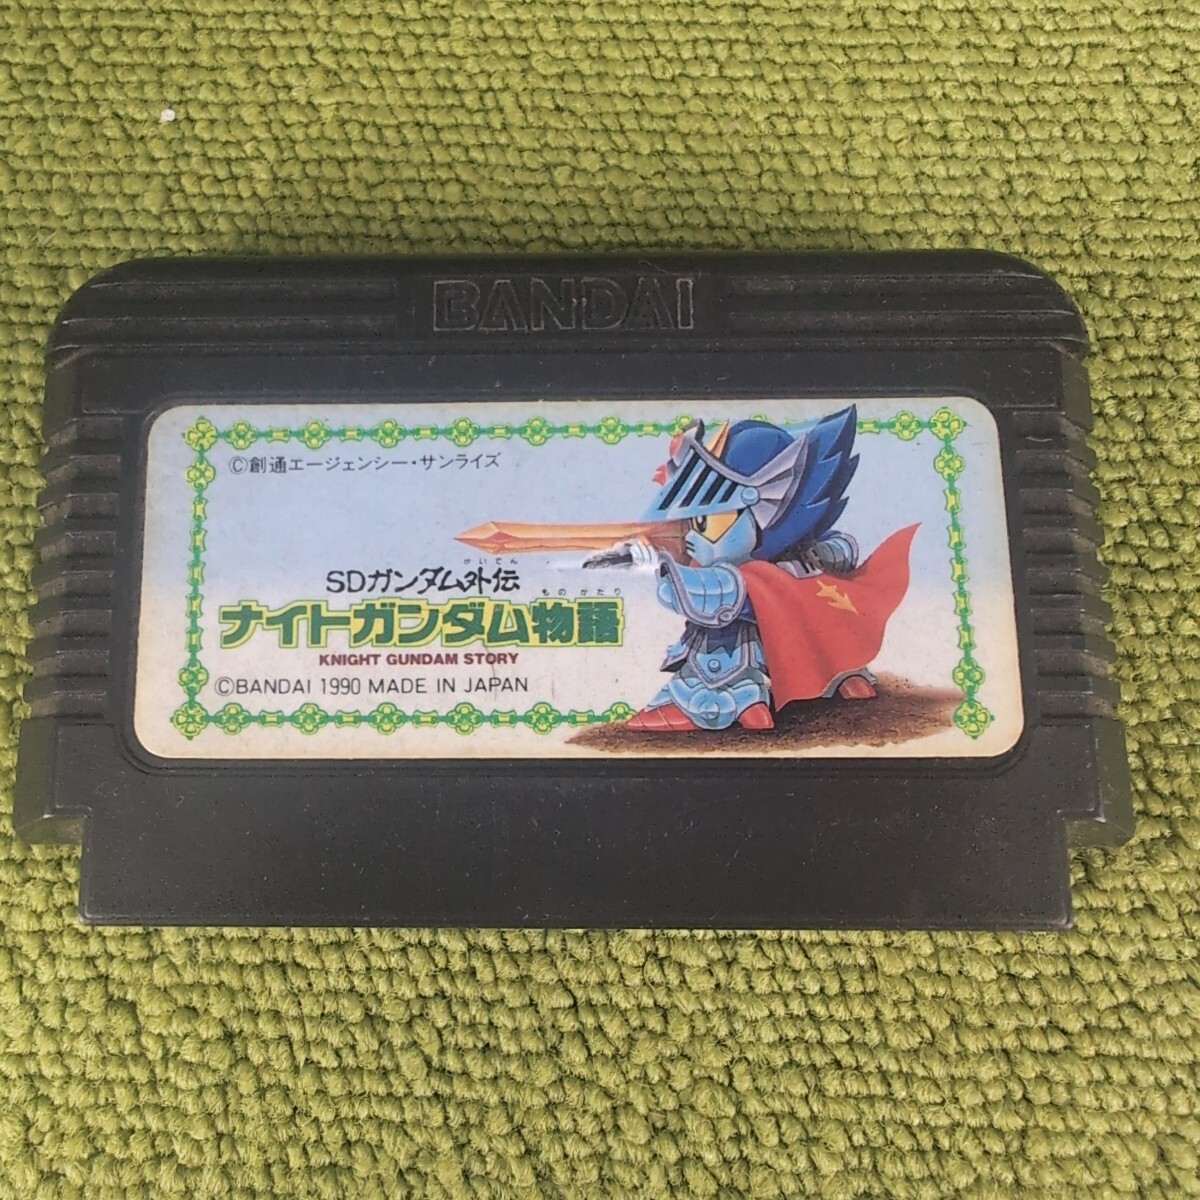 BANDAI
©創通エージェンシー・サンライズ
がいでん
SDガンダム外伝
ものがたり
ナイトガンダム物語
KNIGHT GUNDAM STORY
©BANDAI 1990 MADE IN JAPAN